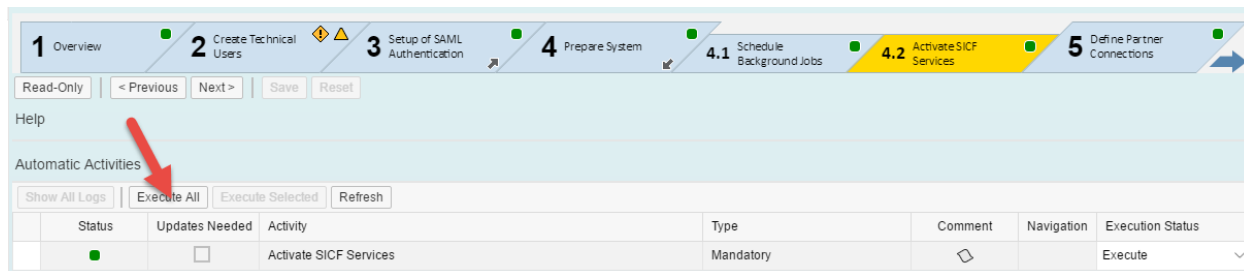 1 Overview
2 Create Technical
Users
3 Setup of SAML
Authentication
4 Prepare System
4.1 Schedule
Background Jobs
4.2 Activate SICF
Services
5 Define Partner
Connections
Read-Only < Previous Next > Save Reset
Help
Automatic Activities
Show All Logs Execute All Execute Selected Refresh
Status Updates Needed Activity Type Comment Navigation Execution Status
Activate SICF Services Mandatory Execute